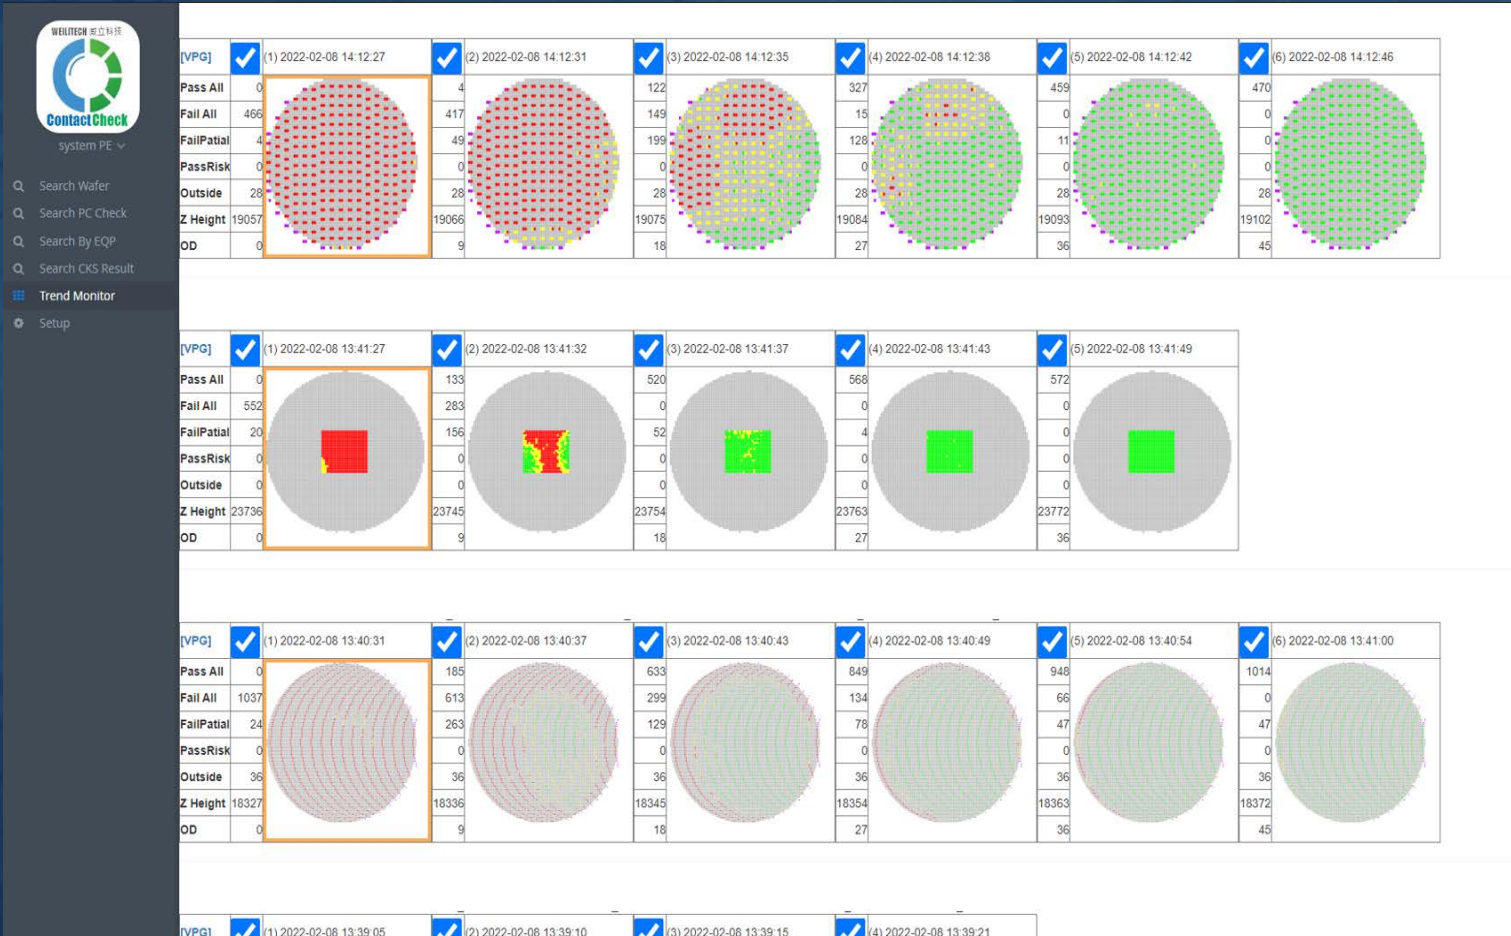 WEILITECH 威立科技
ContactCheck
system PE
Search Wafer
Search PC Check
Search By EQP
Search CKS Result
Trend Monitor
Setup
[VPG] (1) 2022-02-08 14:12:27 (2) 2022-02-08 14:12:31 (3) 2022-02-08 14:12:35 (4) 2022-02-08 14:12:38 (5) 2022-02-08 14:12:42 (6) 2022-02-08 14:12:46
Pass All 0 4 122 327 459 470
Fail All 466 417 149 15 0 0
FailPatial 4 49 199 128 11 0
PassRisk 0 0 0 0 0 0
Outside 28 28 28 28 28 28
Z Height 19057 19066 19075 19084 19093 19102
OD 0 9 18 27 36 45
[VPG] (1) 2022-02-08 13:41:27 (2) 2022-02-08 13:41:32 (3) 2022-02-08 13:41:37 (4) 2022-02-08 13:41:43 (5) 2022-02-08 13:41:49
Pass All 0 133 520 568 572
Fail All 552 283 0 0 0
FailPatial 20 156 52 4 0
PassRisk 0 0 0 0 0
Outside 0 0 0 0 0
Z Height 23736 23745 23754 23763 23772
OD 0 9 18 27 36
[VPG] (1) 2022-02-08 13:40:31 (2) 2022-02-08 13:40:37 (3) 2022-02-08 13:40:43 (4) 2022-02-08 13:40:49 (5) 2022-02-08 13:40:54 (6) 2022-02-08 13:41:00
Pass All 0 185 633 849 948 1014
Fail All 1037 613 299 134 66 0
FailPatial 24 263 129 78 47 47
PassRisk 0 0 0 0 0 0
Outside 36 36 36 36 36 36
Z Height 18327 18336 18345 18354 18363 18372
OD 0 9 18 27 36 45
[VPG] (1) 2022-02-08 13:39:05 (2) 2022-02-08 13:39:10 (3) 2022-02-08 13:39:15 (4) 2022-02-08 13:39:21